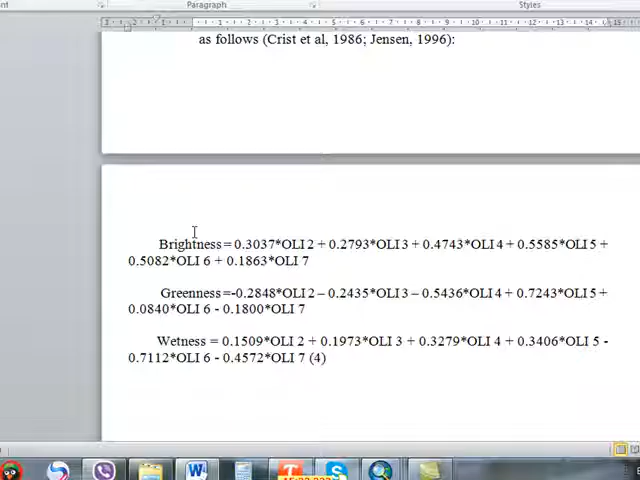 Paragraph
Styles
as follows (Crist et al, 1986; Jensen, 1996):
Brightness = 0.3037*OLI 2 + 0.2793*OLI 3 + 0.4743*OLI 4 + 0.5585*OLI 5 +
0.5082*OLI 6 + 0.1863*OLI 7
Greenness =-0.2848*OLI 2 – 0.2435*OLI 3 – 0.5436*OLI 4 + 0.7243*OLI 5 +
0.0840*OLI 6 - 0.1800*OLI 7
Wetness = 0.1509*OLI 2 + 0.1973*OLI 3 + 0.3279*OLI 4 + 0.3406*OLI 5 -
0.7112*OLI 6 - 0.4572*OLI 7 (4)